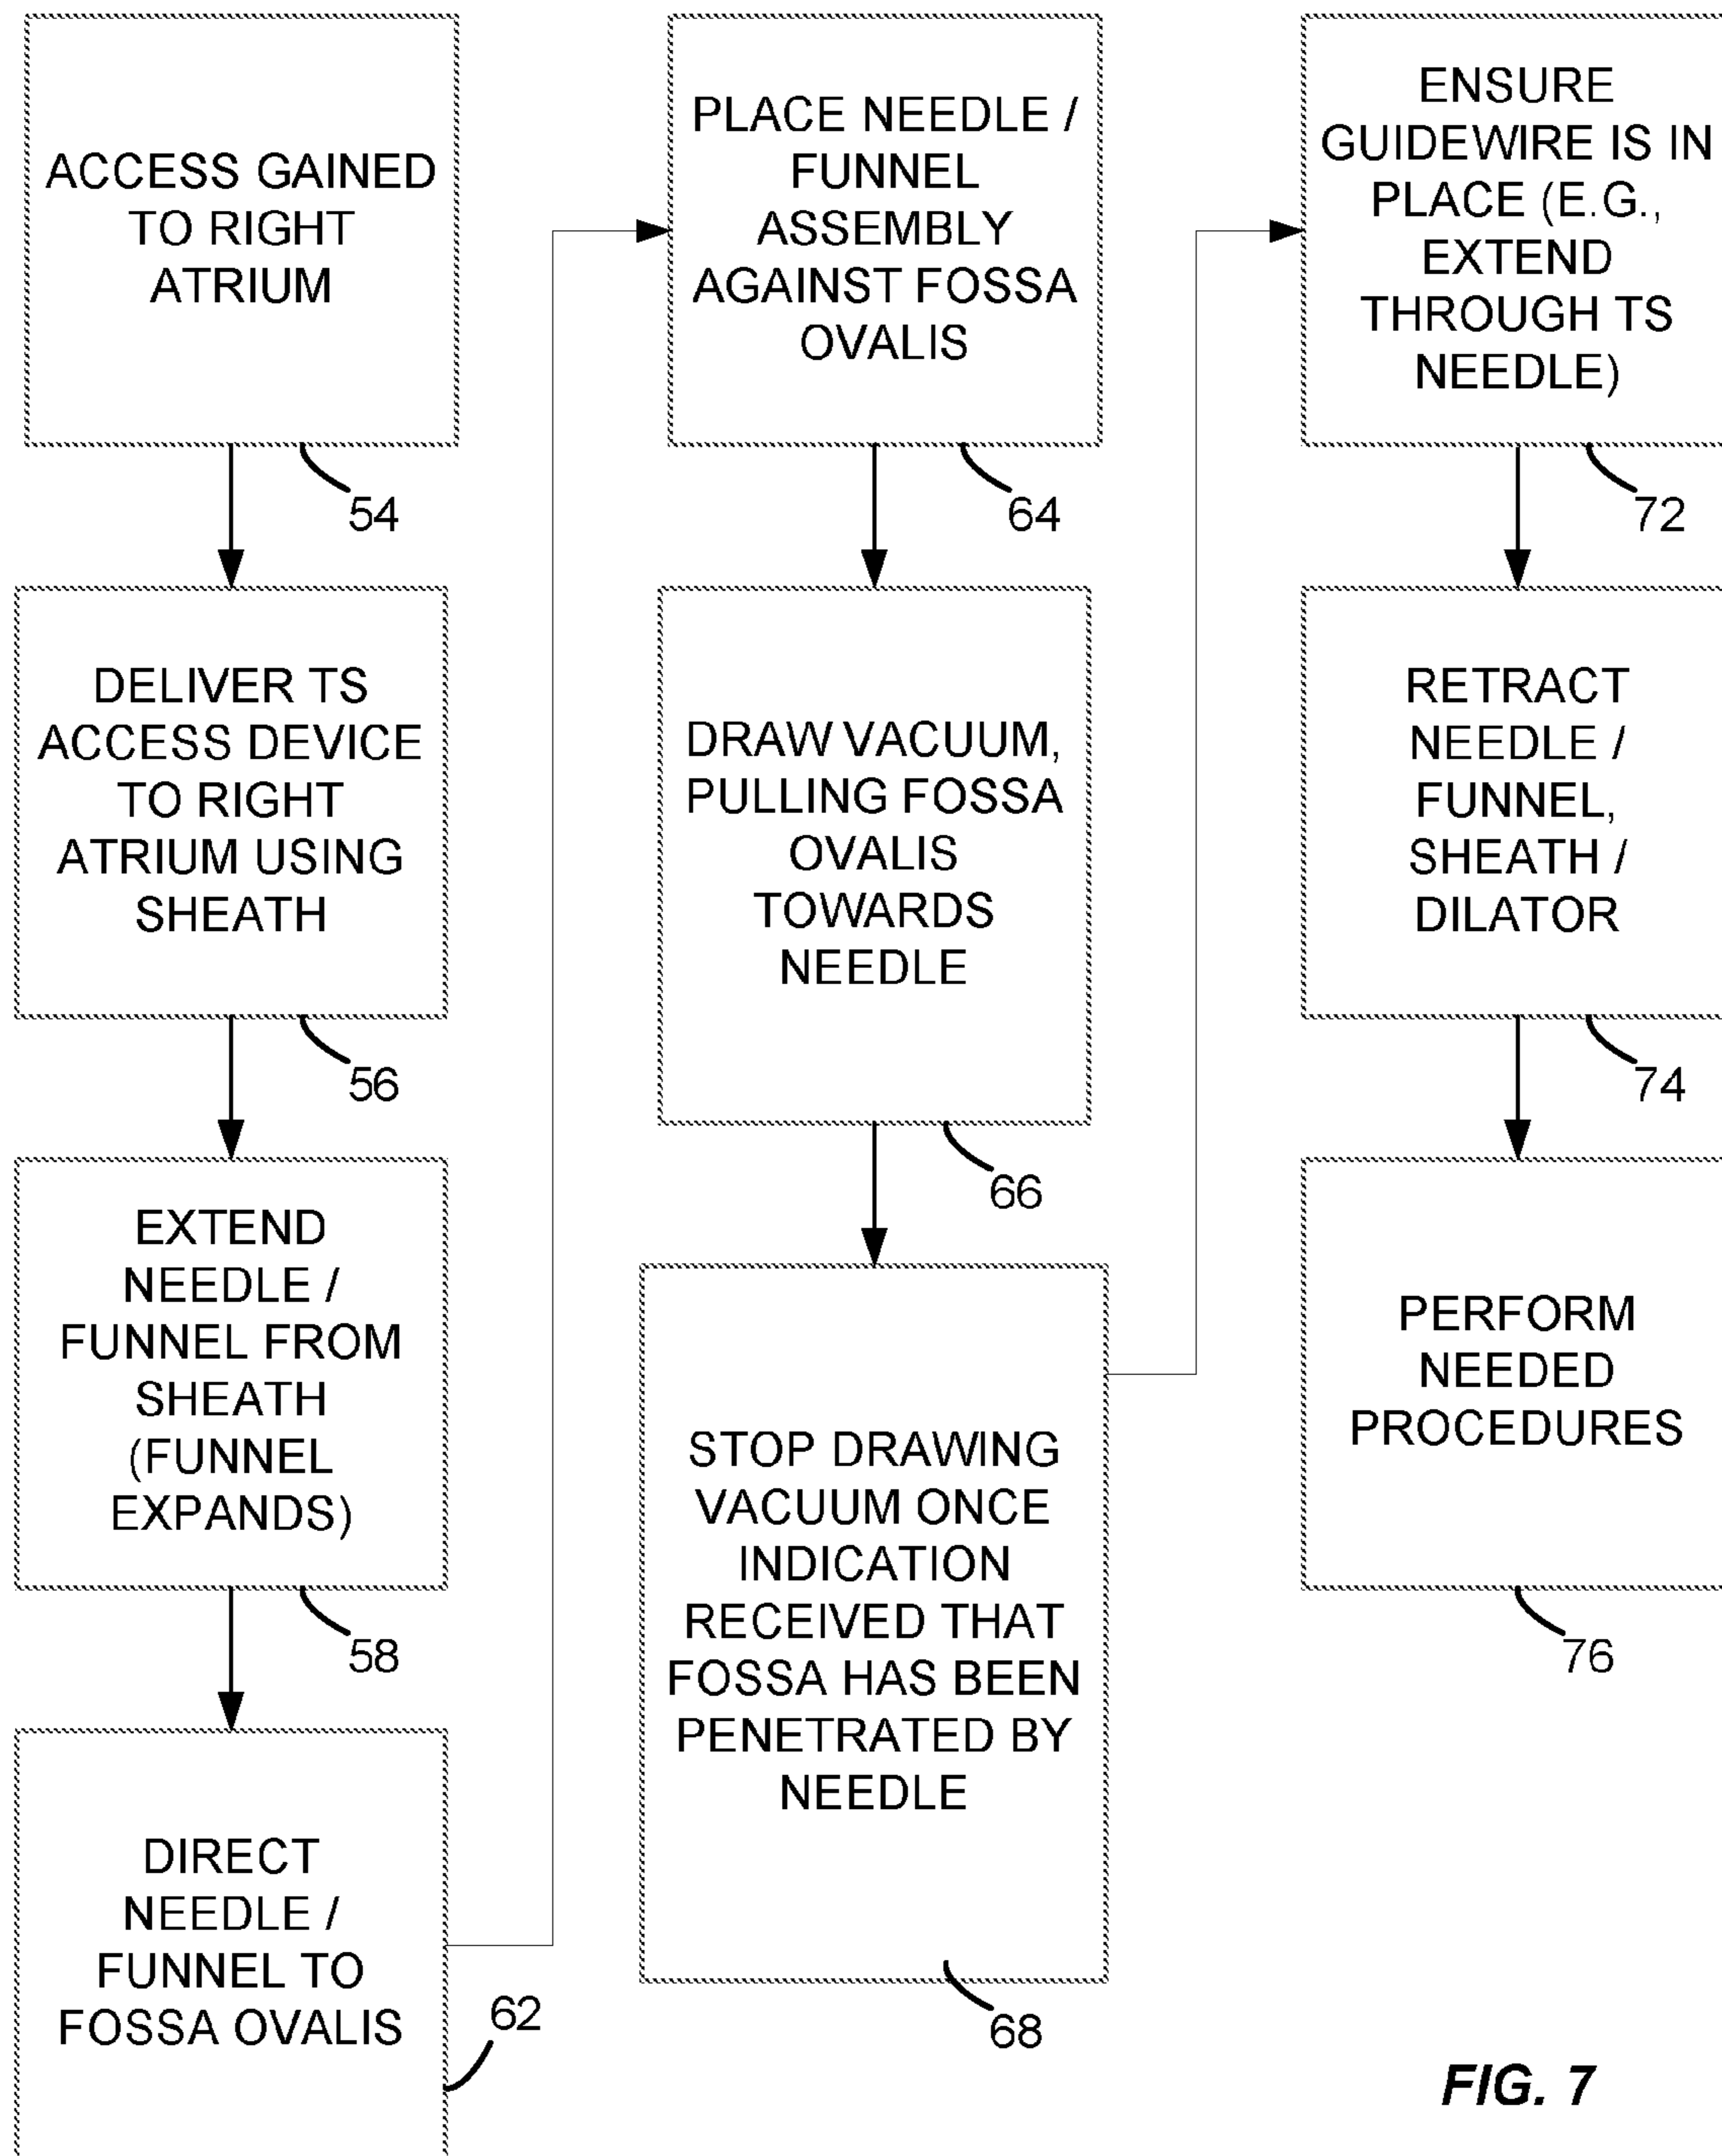 ACCESS GAINED
TO RIGHT
ATRIUM
54
DELIVER TS
ACCESS DEVICE
TO RIGHT
ATRIUM USING
SHEATH
56
EXTEND
NEEDLE /
FUNNEL FROM
SHEATH
(FUNNEL
EXPANDS)
58
DIRECT
NEEDLE /
FUNNEL TO
FOSSA OVALIS
62
PLACE NEEDLE /
FUNNEL
ASSEMBLY
AGAINST FOSSA
OVALIS
64
DRAW VACUUM,
PULLING FOSSA
OVALIS
TOWARDS
NEEDLE
66
STOP DRAWING
VACUUM ONCE
INDICATION
RECEIVED THAT
FOSSA HAS BEEN
PENETRATED BY
NEEDLE
68
ENSURE
GUIDEWIRE IS IN
PLACE (E.G.,
EXTEND
THROUGH TS
NEEDLE)
72
RETRACT
NEEDLE /
FUNNEL,
SHEATH /
DILATOR
74
PERFORM
NEEDED
PROCEDURES
76
FIG. 7